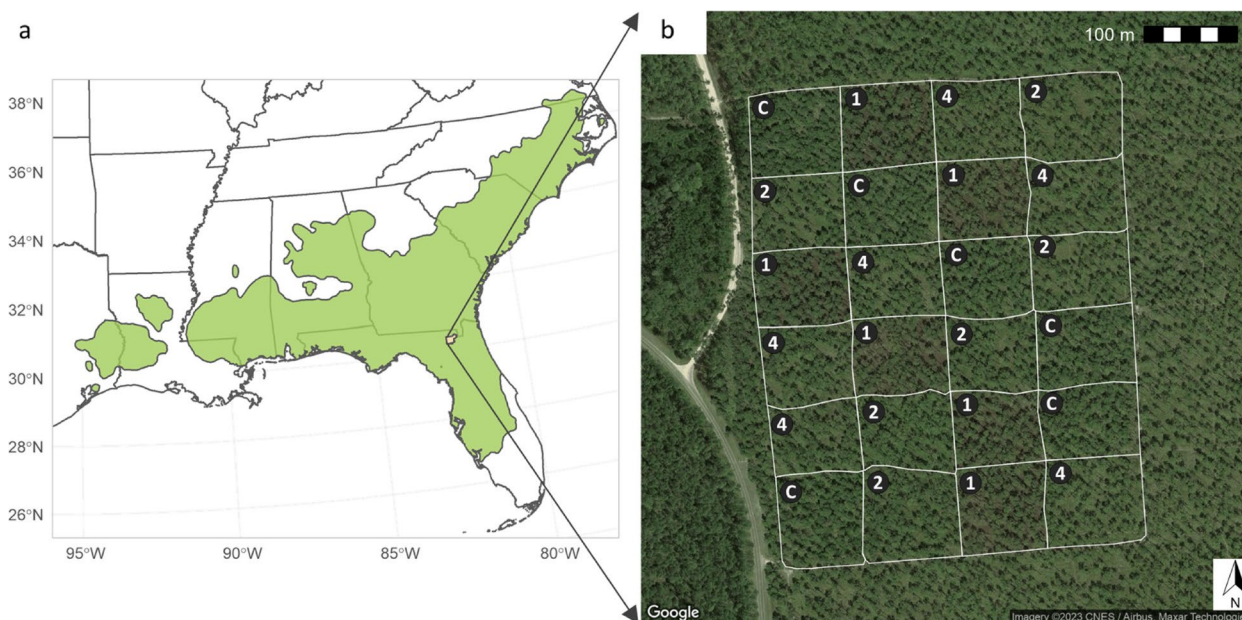 a
38°N
36°N
34°N
32°N
30°N
28°N
26°N
95°W
90°W
85°W
80°W
b
100 m
C 1 4 2
2 C 1 4
1 4 C 2
4 1 2 C
4 2 1 C
C 2 1 4
N
Google
Imagery ©2023 CNES / Airbus, Maxar Technologie